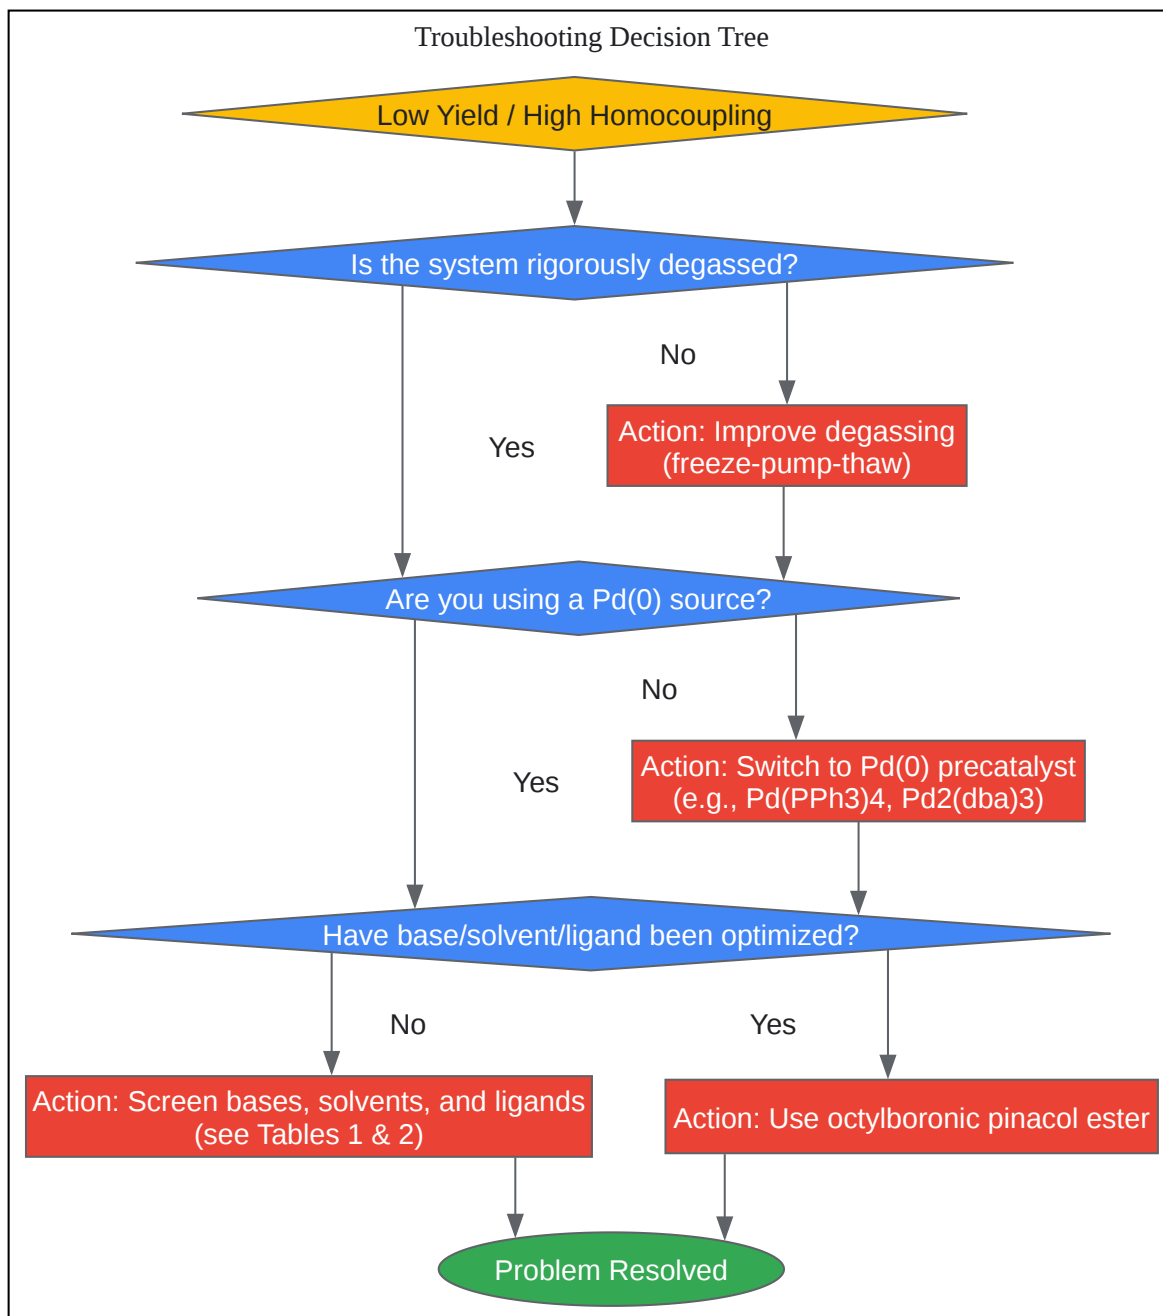 Troubleshooting Decision Tree
Low Yield / High Homocoupling
Is the system rigorously degassed?
No
Action: Improve degassing
(freeze-pump-thaw)
Yes
Are you using a Pd(0) source?
No
Action: Switch to Pd(0) precatalyst
(e.g., Pd(PPh3)4, Pd2(dba)3)
Yes
Have base/solvent/ligand been optimized?
No
Yes
Action: Screen bases, solvents, and ligands
(see Tables 1 & 2)
Action: Use octylboronic pinacol ester
Problem Resolved